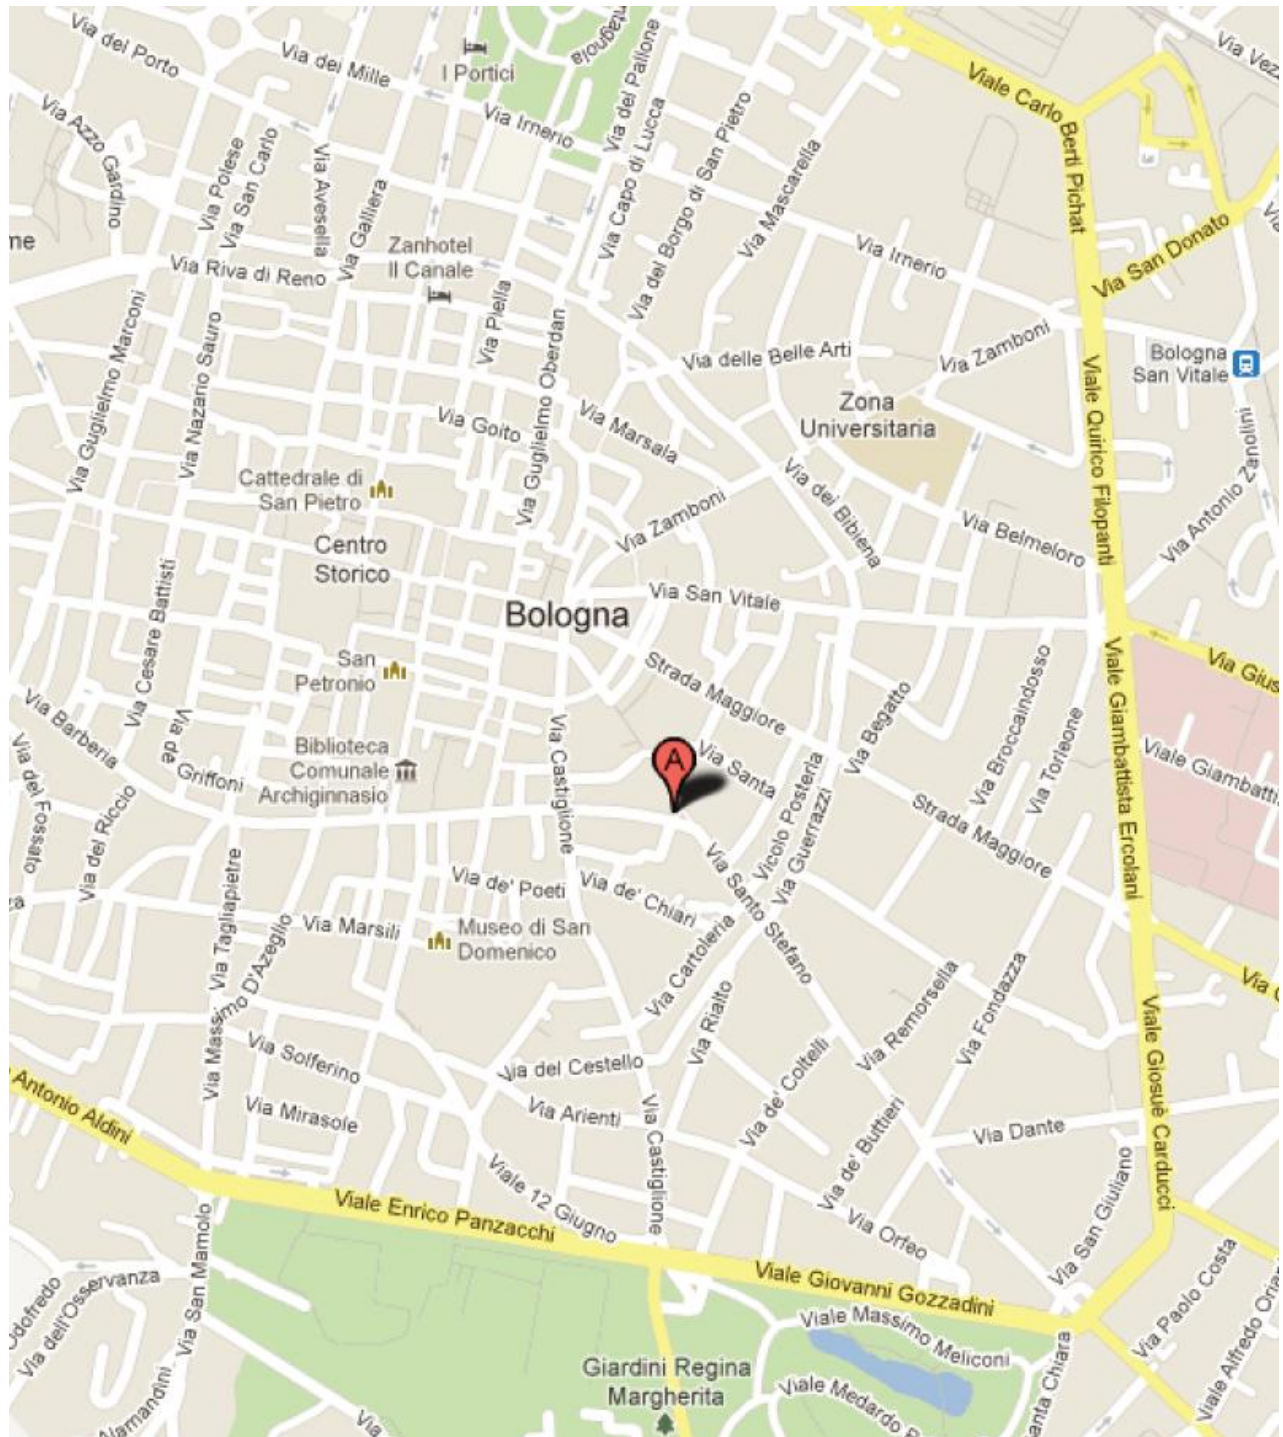 Via del Porto
Via dei Mille
I Portici
Via del Pallone
Via Irnerio
Via Capo di Lucca
Via del Borgo di San Pietro
Via Mascarella
Viale Carlo Berti Pichat
Via Azzo Gardino
Via Polese
Via San Carlo
Via Avesella
Via Galliera
Zanhotel
Il Canale
Via Irnerio
Via San Donato
Via Riva di Reno
Via Piella
Via Guglielmo Oberdan
Via delle Belle Arti
Via Zamboni
Bologna
San Vitale
Via Guglielmo Marconi
Via Nazario Sauro
Via Goito
Via Marsala
Zona
Universitaria
Viale Quirico Filopanti
Via Antonio Zanolini
Cattedrale di
San Pietro
Via Zamboni
Via dei Bibiena
Via Belmeloro
Centro
Storico
Via Cesare Battisti
Bologna
Via San Vitale
San
Petronio
Strada Maggiore
Via Begatto
Via Broccaindosso
Via Torleone
Viale Giambattista Ercolani
Via Barberia
Via de'
Griffoni
Biblioteca
Comunale
Archiginnasio
Via Castiglione
A
Via Santa
Vicolo Posteria
Via Guerrazzi
Strada Maggiore
Via del Fossato
Via del Riccio
Via Tagliapietre
Via de' Poeti
Via de' Chiari
Via Santo Stefano
Via Marsili
Museo di San
Domenico
Via Massimo D'Azeglio
Via Cartoleria
Via Rialto
Via Remorsella
Via Fondazza
Viale Giosuè Carducci
Via Solferino
Via del Cestello
Via de' Coltelli
Antonio Aldini
Via Mirasole
Via Arienti
Via Castiglione
Via de' Buttieri
Via Dante
Viale 12 Giugno
Via Orfeo
Via San Giuliano
Viale Enrico Panzacchi
Viale Giovanni Gozzadini
Via San Mamolo
Via dell'Osservanza
Viale Massimo Meliconi
Via Paolo Costa
Giardini Regina
Margherita
Viale Medardo
Via